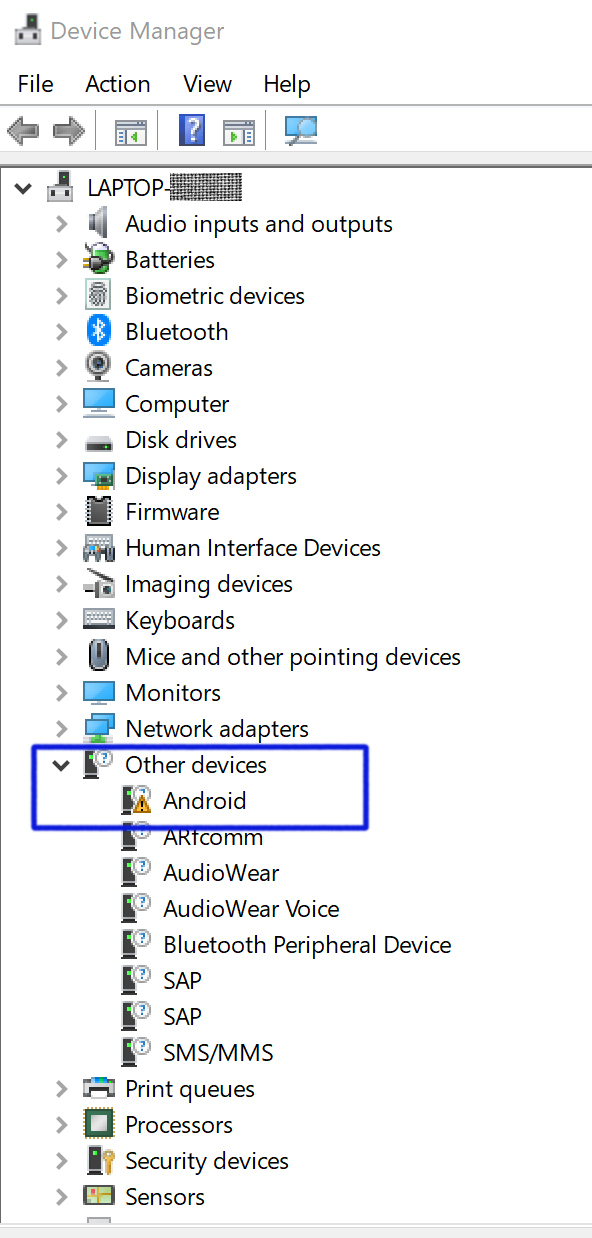 Device Manager
File Action View Help
LAPTOP-
Audio inputs and outputs
Batteries
Biometric devices
Bluetooth
Cameras
Computer
Disk drives
Display adapters
Firmware
Human Interface Devices
Imaging devices
Keyboards
Mice and other pointing devices
Monitors
Network adapters
Other devices
Android
ARfcomm
AudioWear
AudioWear Voice
Bluetooth Peripheral Device
SAP
SAP
SMS/MMS
Print queues
Processors
Security devices
Sensors